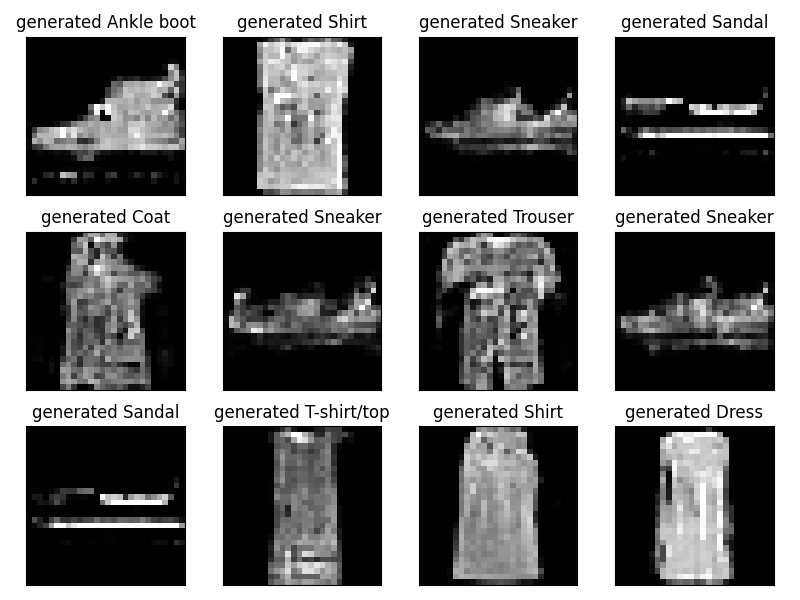 generated Ankle boot
generated Shirt
generated Sneaker
generated Sandal
generated Coat
generated Sneaker
generated Trouser
generated Sneaker
generated Sandal
generated T-shirt/top
generated Shirt
generated Dress